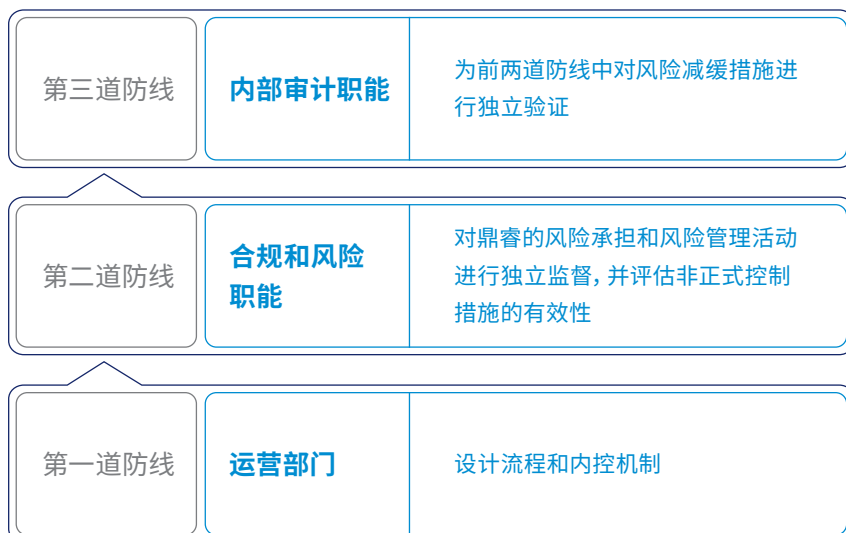 第三道防线
内部审计职能
为前两道防线中对风险减缓措施进
行独立验证
第二道防线
合规和风险
职能
对鼎睿的风险承担和风险管理活动
进行独立监督，并评估非正式控制
措施的有效性
第一道防线
运营部门
设计流程和内控机制